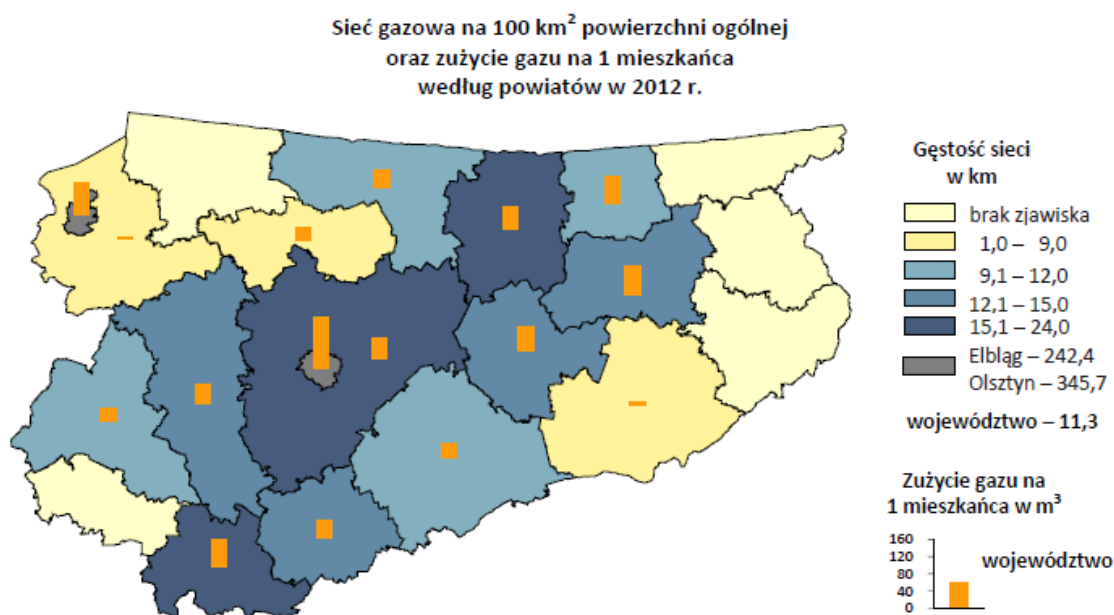 Sieć gazowa na 100 km² powierzchni ogólnej
oraz zużycie gazu na 1 mieszkańca
według powiatów w 2012 r.
Gęstość sieci
w km
brak zjawiska
1,0 – 9,0
9,1 – 12,0
12,1 – 15,0
15,1 – 24,0
Elbląg – 242,4
Olsztyn – 345,7
województwo – 11,3
Zużycie gazu na
1 mieszkańca w m³
160
120
80
40
0
województwo